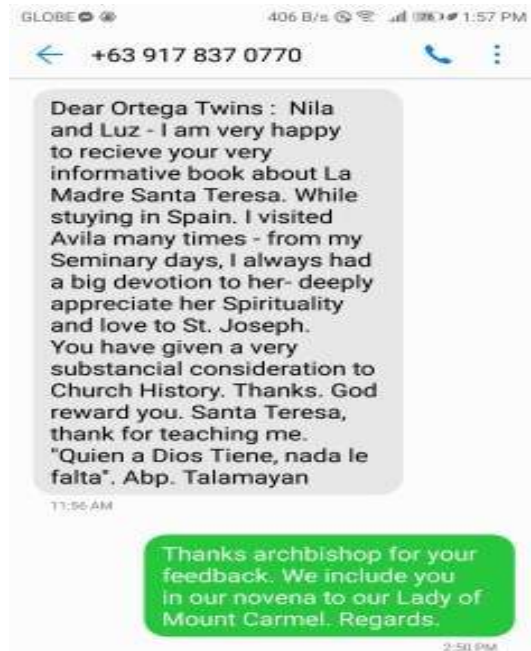 GLOBE
406 B/s 1:57 PM
+63 917 837 0770
Dear Ortega Twins : Nila
and Luz - I am very happy
to recieve your very
informative book about La
Madre Santa Teresa. While
stuying in Spain. I visited
Avila many times - from my
Seminary days, I always had
a big devotion to her- deeply
appreciate her Spirituality
and love to St. Joseph.
You have given a very
substancial consideration to
Church History. Thanks. God
reward you. Santa Teresa,
thank for teaching me.
"Quien a Dios Tiene, nada le
falta". Abp. Talamayan
11:56 AM
Thanks archbishop for your
feedback. We include you
in our novena to our Lady of
Mount Carmel. Regards.
2:50 PM